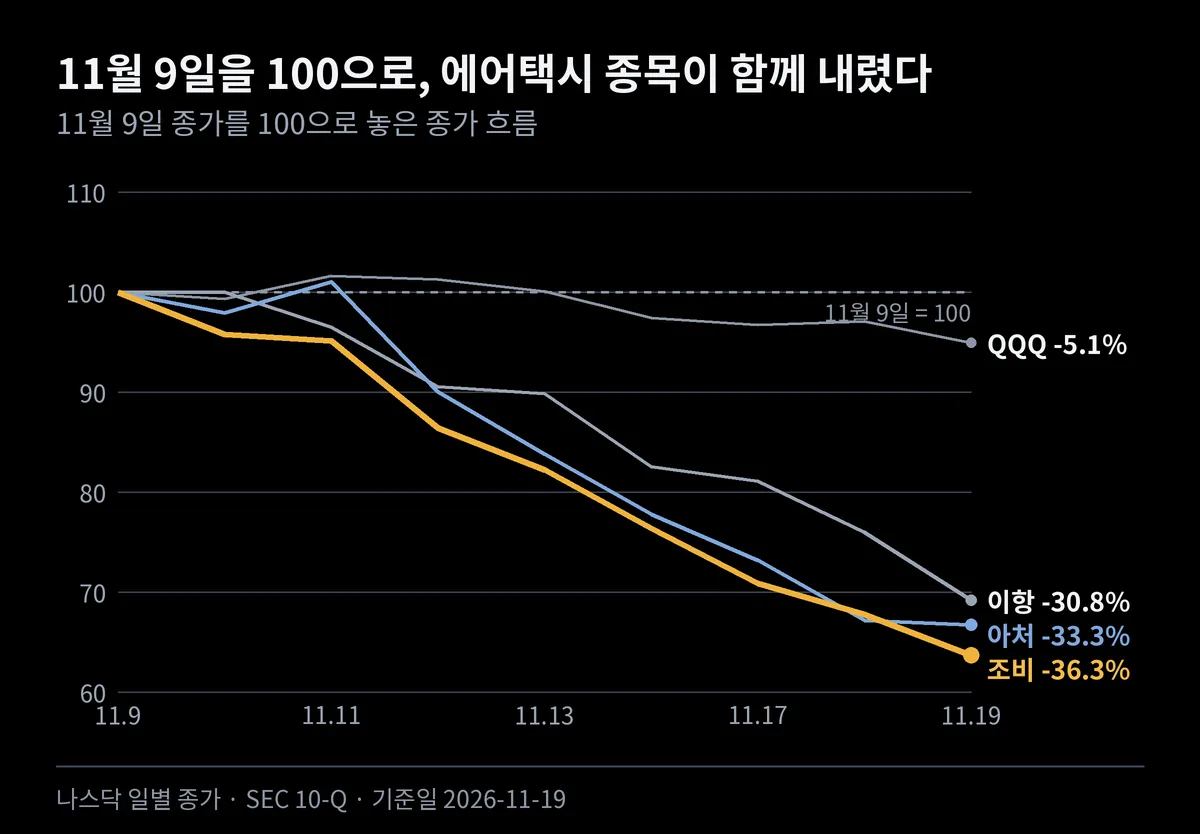 11월 9일을 100으로, 에어택시 종목이 함께 내렸다
11월 9일 종가를 100으로 놓은 종가 흐름
110
100
11월 9일 = 100
QQQ -5.1%
90
80
70
이항 -30.8%
아처 -33.3%
조비 -36.3%
60
11.9
11.11
11.13
11.17
11.19
나스닥 일별 종가 · SEC 10-Q · 기준일 2026-11-19